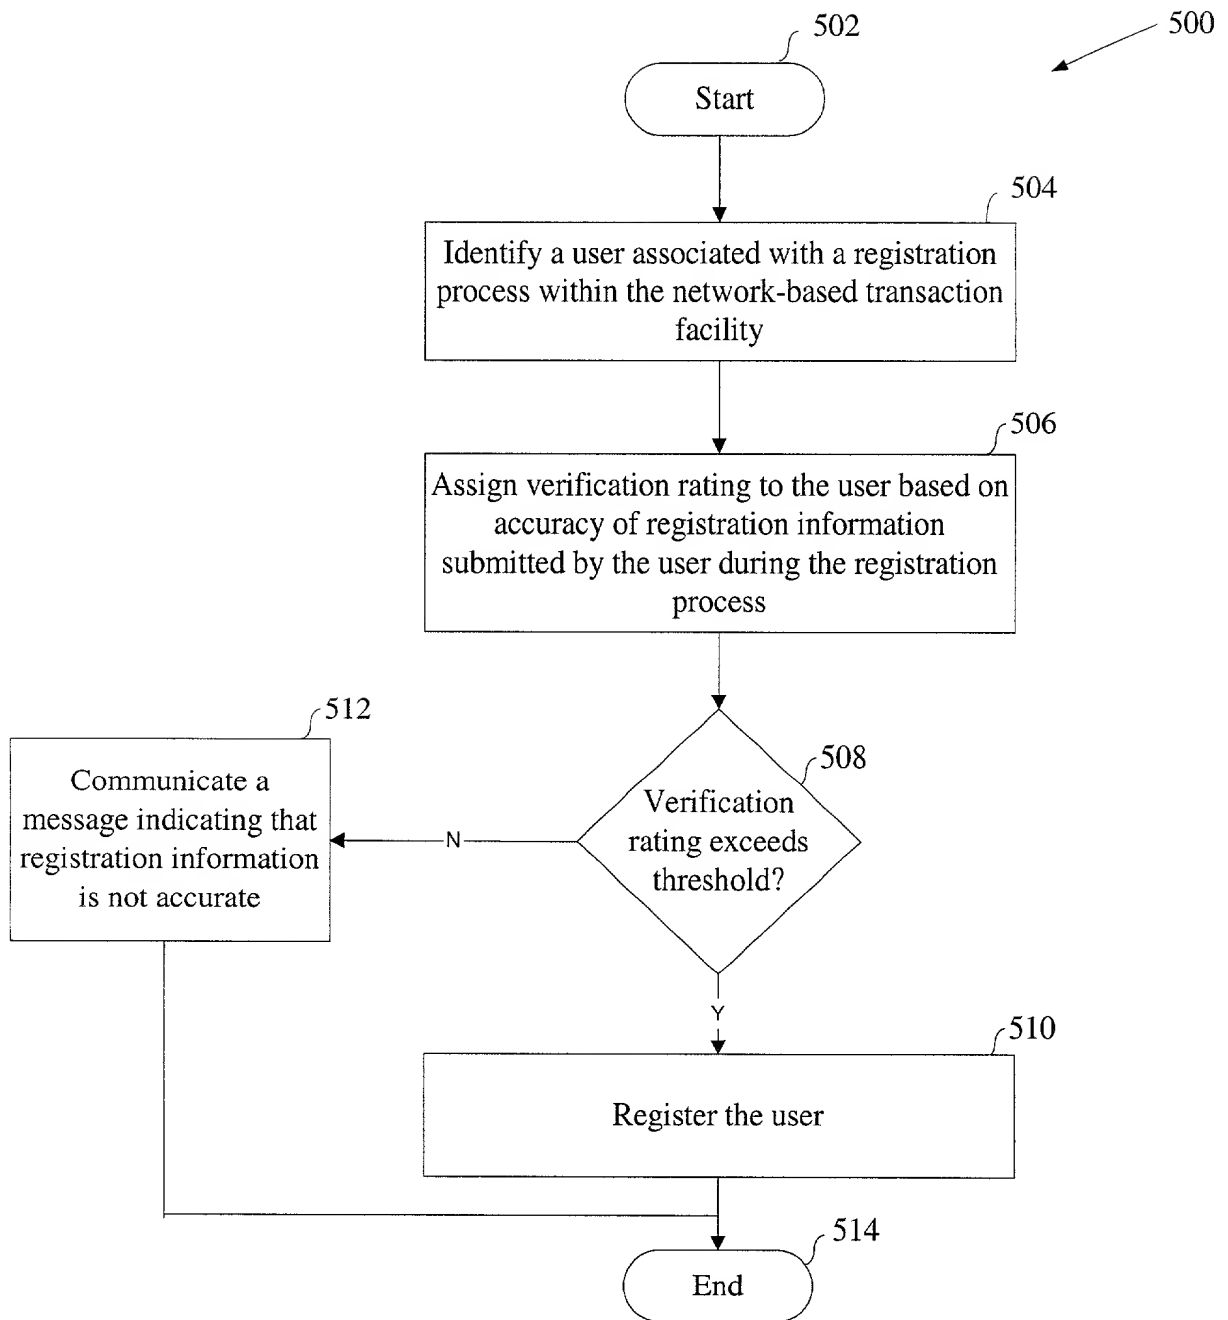 500
502
Start
504
Identify a user associated with a registration
process within the network-based transaction
facility
506
Assign verification rating to the user based on
accuracy of registration information
submitted by the user during the registration
process
508
Verification
rating exceeds
threshold?
N
512
Communicate a
message indicating that
registration information
is not accurate
Y
510
Register the user
514
End